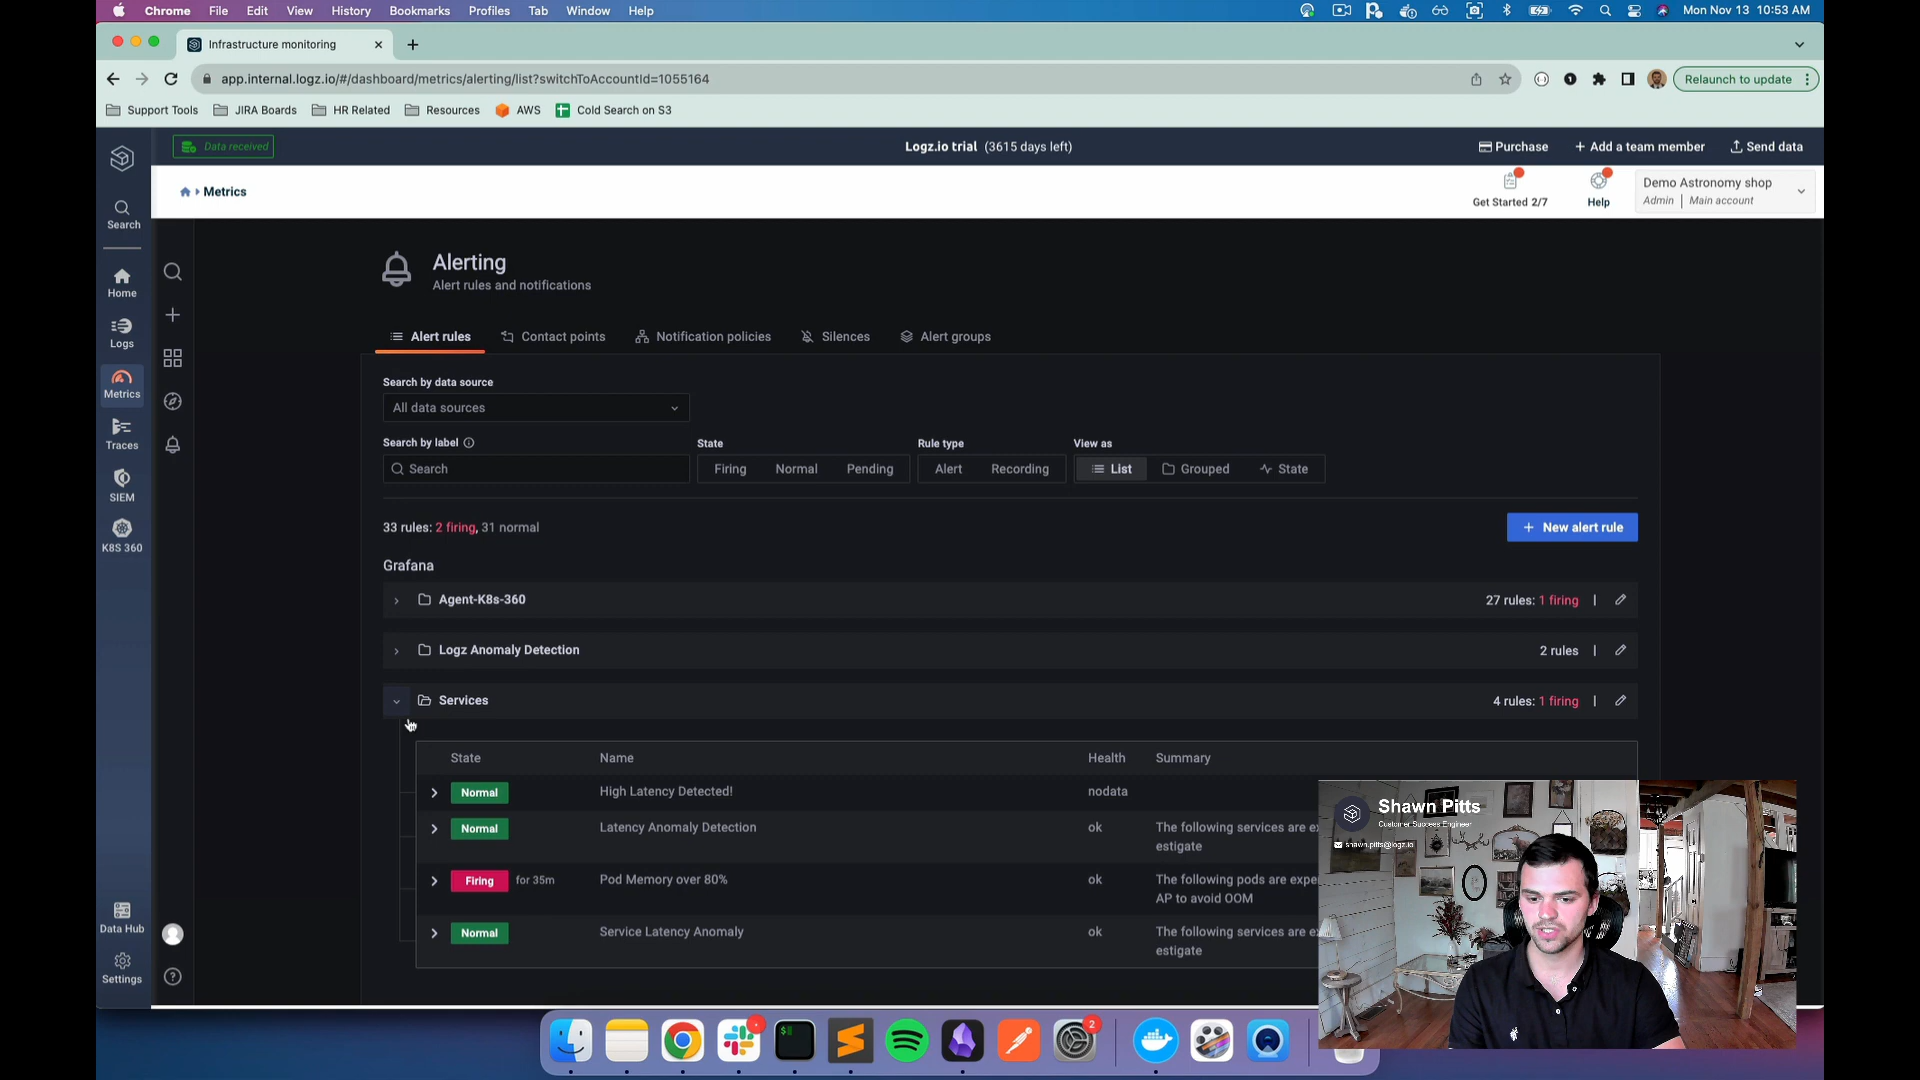 Chrome File Edit View History Bookmarks Profiles Tab Window Help
Mon Nov 13 10:53 AM
Infrastructure monitoring
app.internal.logz.io/#/dashboard/metrics/alerting/list?switchToAccountId=1055164
Relaunch to update
Support Tools JIRA Boards HR Related Resources AWS Cold Search on S3
Data received
Logz.io trial (3615 days left)
Purchase + Add a team member Send data
Metrics
Get Started 2/7
Help
Demo Astronomy shop
Admin | Main account
Search
Home
Logs
Metrics
Traces
SIEM
K8S 360
Data Hub
Settings
Alerting
Alert rules and notifications
Alert rules Contact points Notification policies Silences Alert groups
Search by data source
All data sources
Search by label State Rule type View as
Search Firing Normal Pending Alert Recording List Grouped State
33 rules: 2 firing, 31 normal
+ New alert rule
Grafana
Agent-K8s-360 27 rules: 1 firing |
Logz Anomaly Detection 2 rules |
Services 4 rules: 1 firing |
State Name Health Summary
Normal High Latency Detected! nodata
Normal Latency Anomaly Detection ok The following services are ex
estigate
Firing for 35m Pod Memory over 80% ok The following pods are expe
AP to avoid OOM
Normal Service Latency Anomaly ok The following services are ex
estigate
Shawn Pitts
Customer Success Engineer
shawn.pitts@logz.io
2